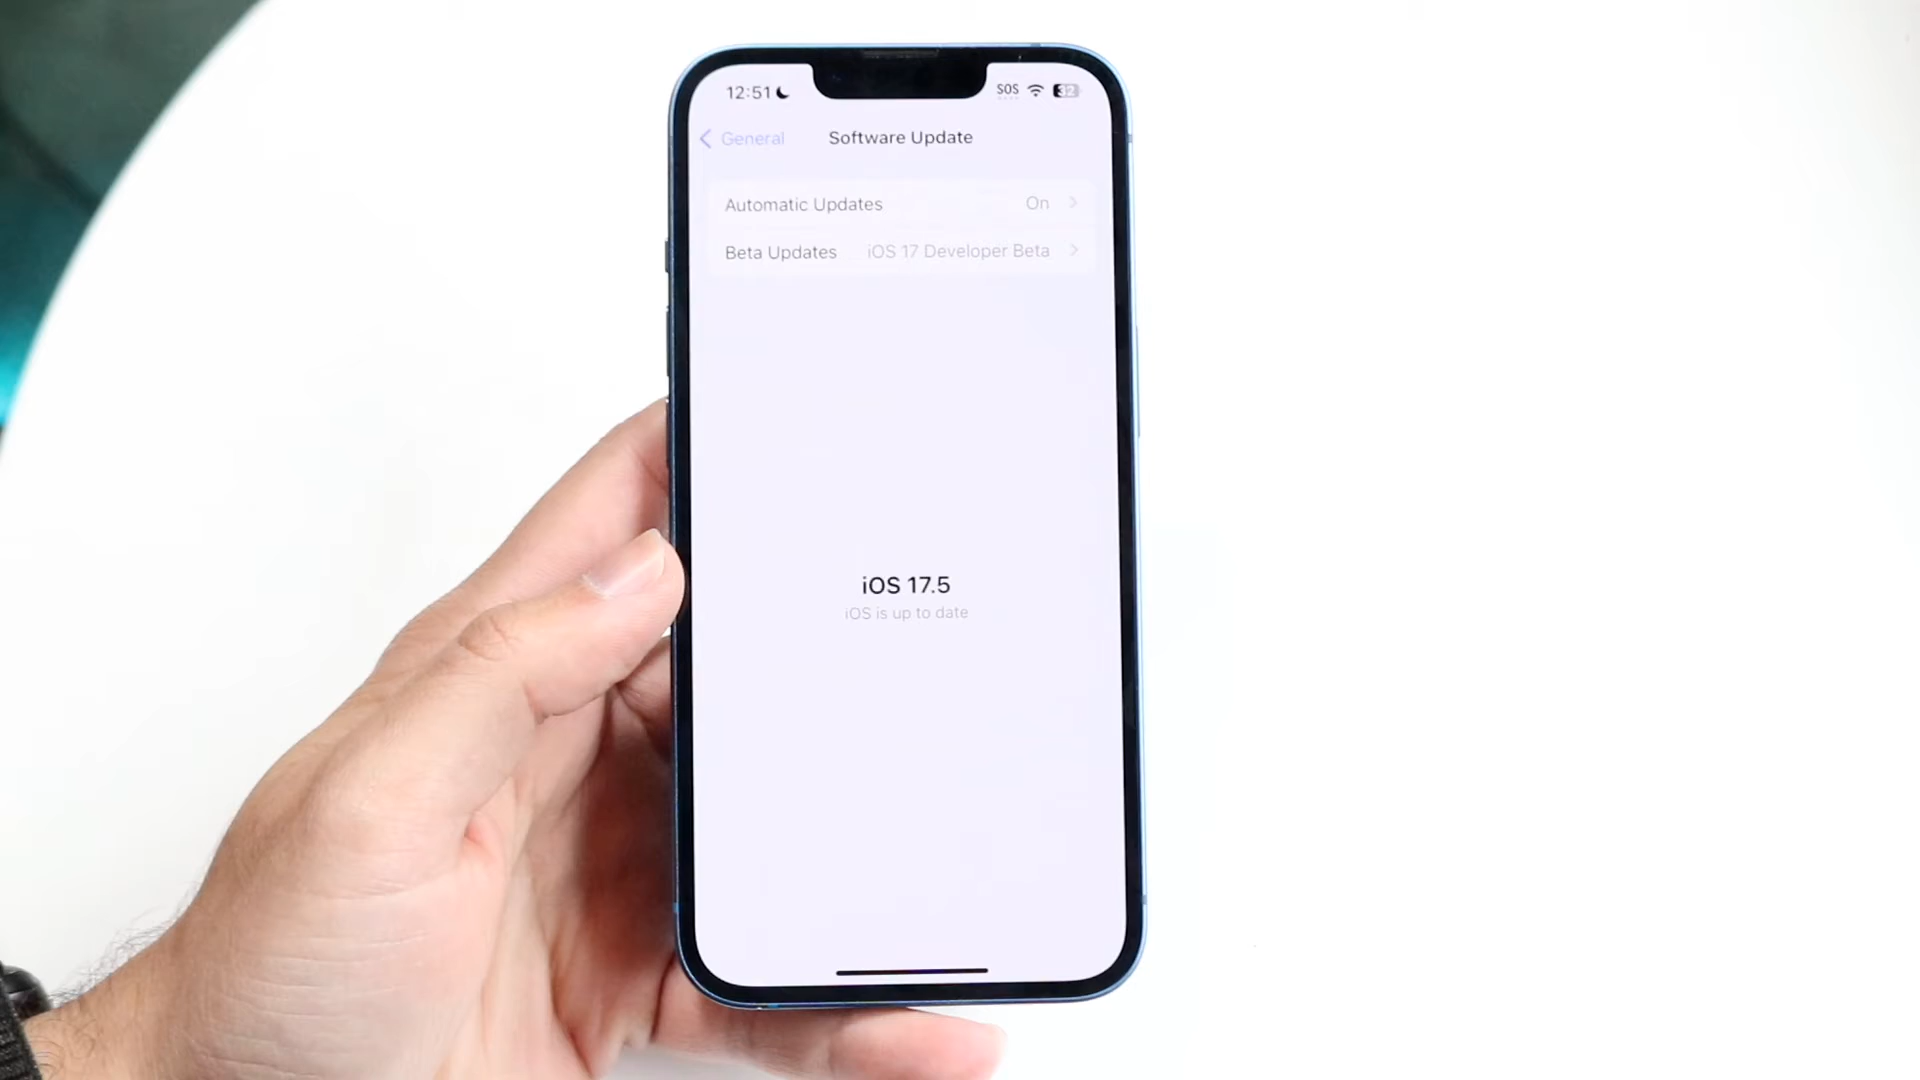 12:51 SOS 32
General Software Update
Automatic Updates On
Beta Updates iOS 17 Developer Beta
iOS 17.5
iOS is up to date